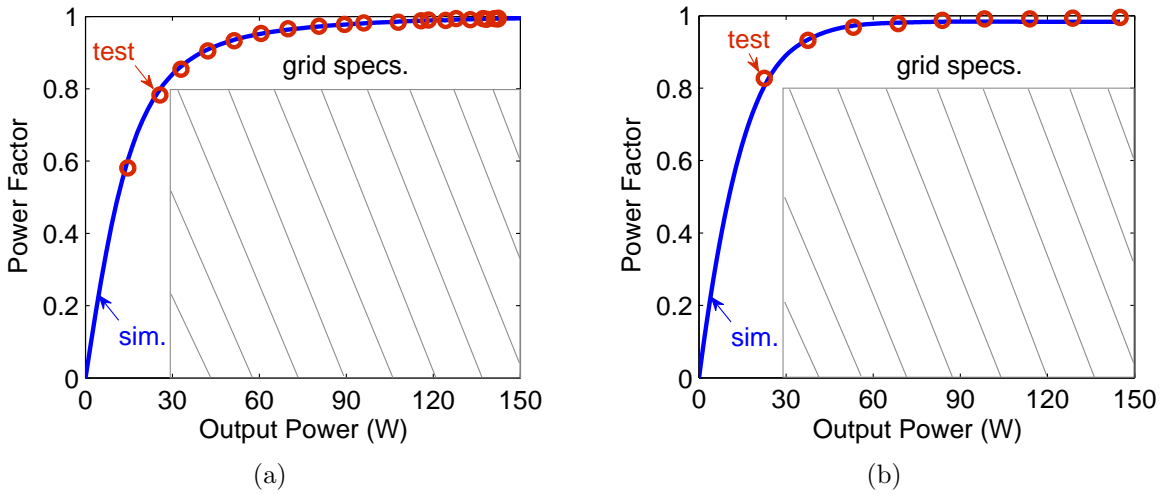 1
test
grid specs.
0.8
0.6
Power Factor
0.4
0.2
sim.
0
0 30 60 90 120 150
Output Power (W)
(a)
1
test
grid specs.
0.8
0.6
Power Factor
0.4
0.2
sim.
0
0 30 60 90 120 150
Output Power (W)
(b)